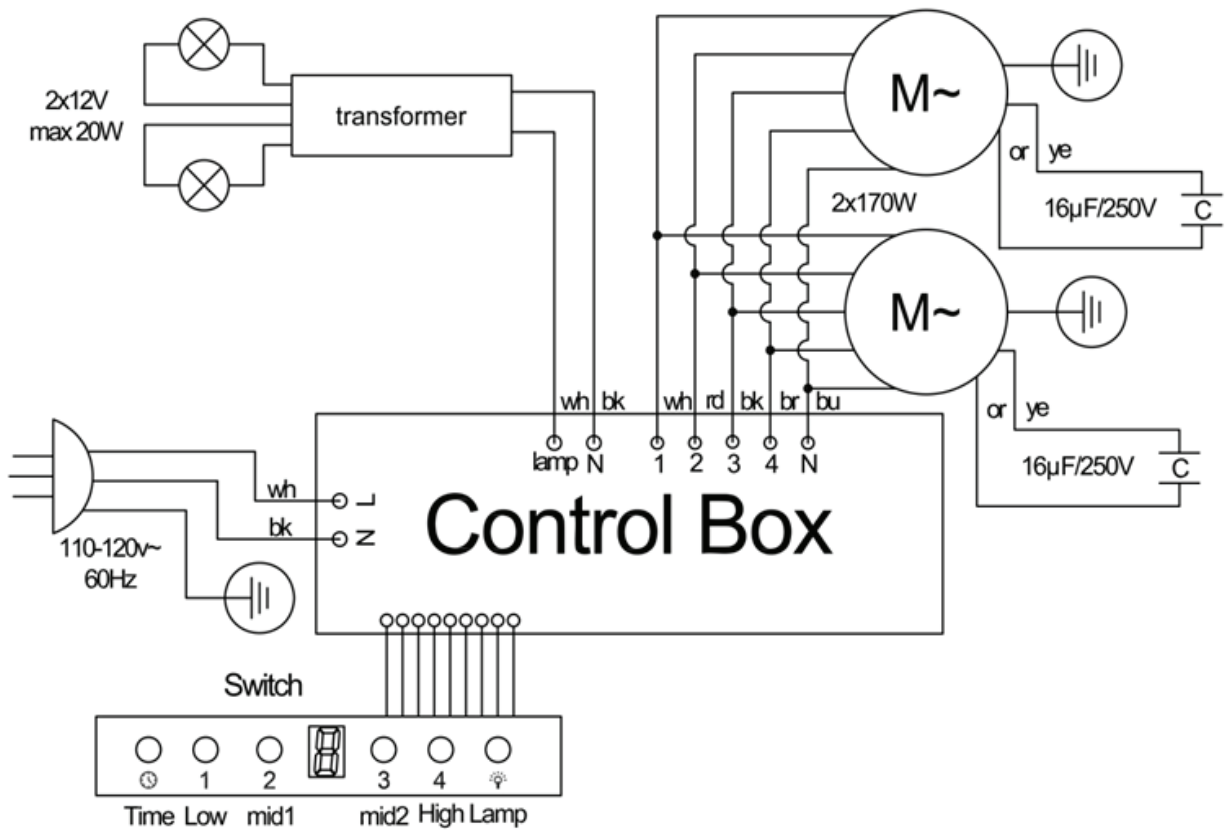 2x12V
max 20W
transformer
M~
or ye
2x170W
16µF/250V
C
M~
or ye
16µF/250V
C
wh bk
wh rd bk br bu
lamp N
1 2 3 4 N
wh
L
bk
N
Control Box
110-120v~
60Hz
Switch
8
1 2 3 4
Time Low mid1 mid2 High Lamp